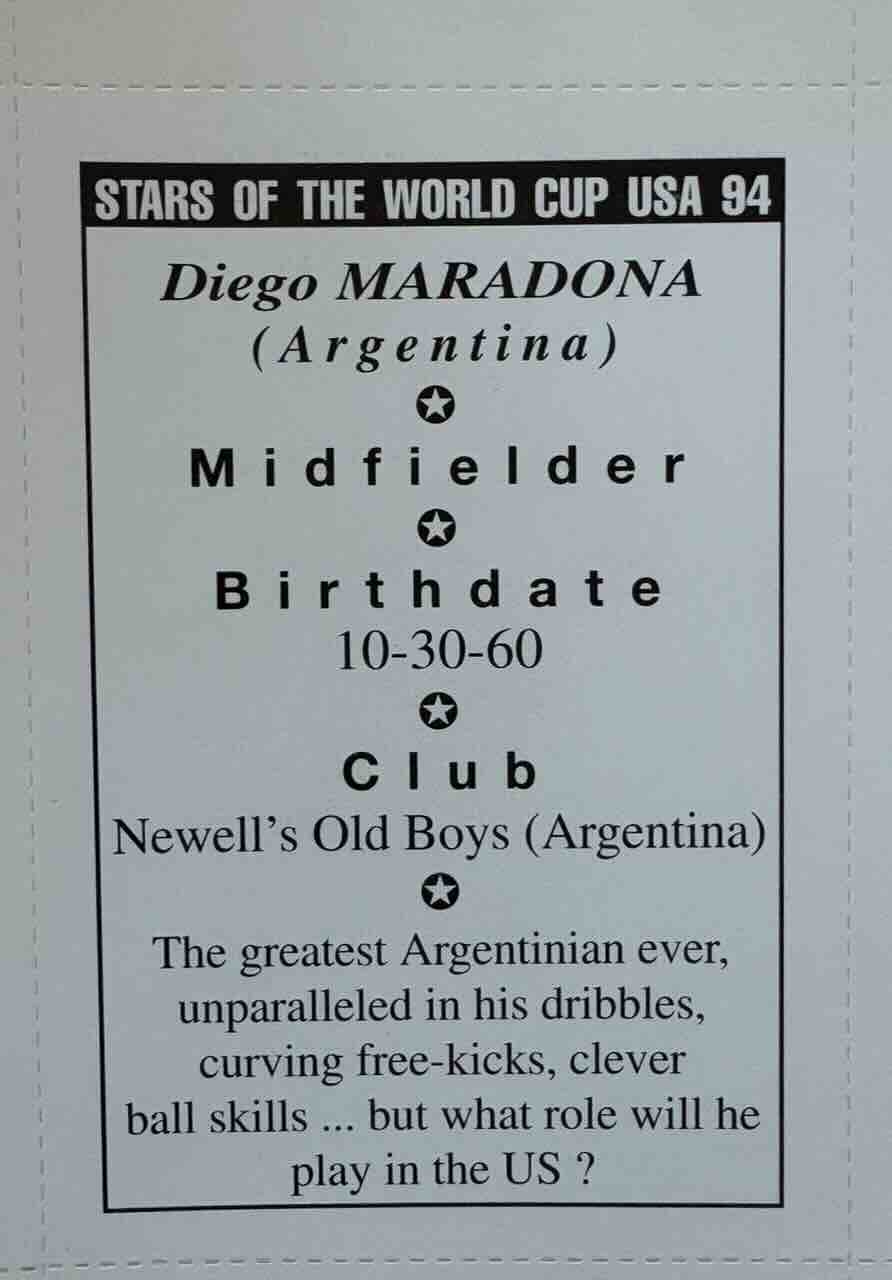 STARS OF THE WORLD CUP USA 94
Diego MARADONA
(Argentina)
Midfielder
Birthdate
10-30-60
Club
Newell's Old Boys (Argentina)
The greatest Argentinian ever,
unparalleled in his dribbles,
curving free-kicks, clever
ball skills ... but what role will he
play in the US ?